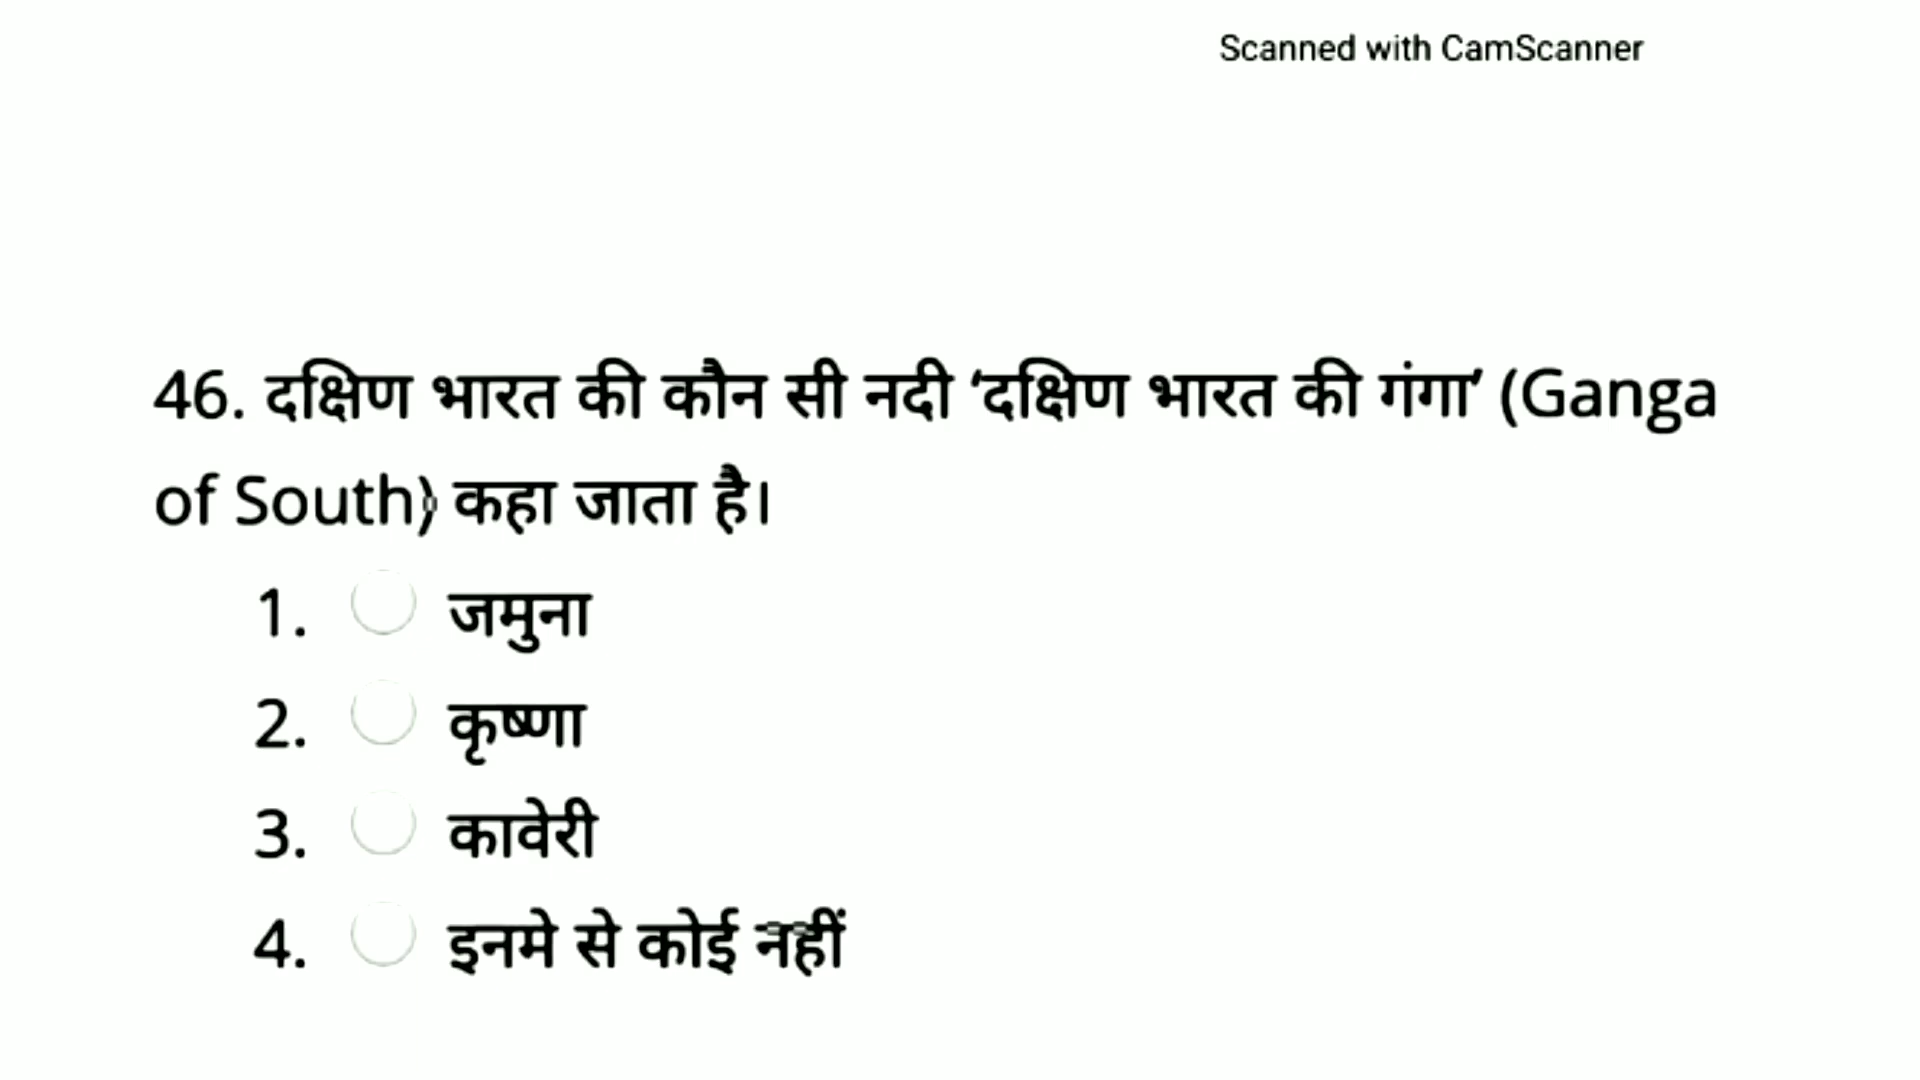 Scanned with CamScanner
46. दक्षिण भारत की कौन सी नदी ‘दक्षिण भारत की गंगा’ (Ganga
of South) कहा जाता है।
1. जमुना
2. कृष्णा
3. कावेरी
4. इनमे से कोई नहीं